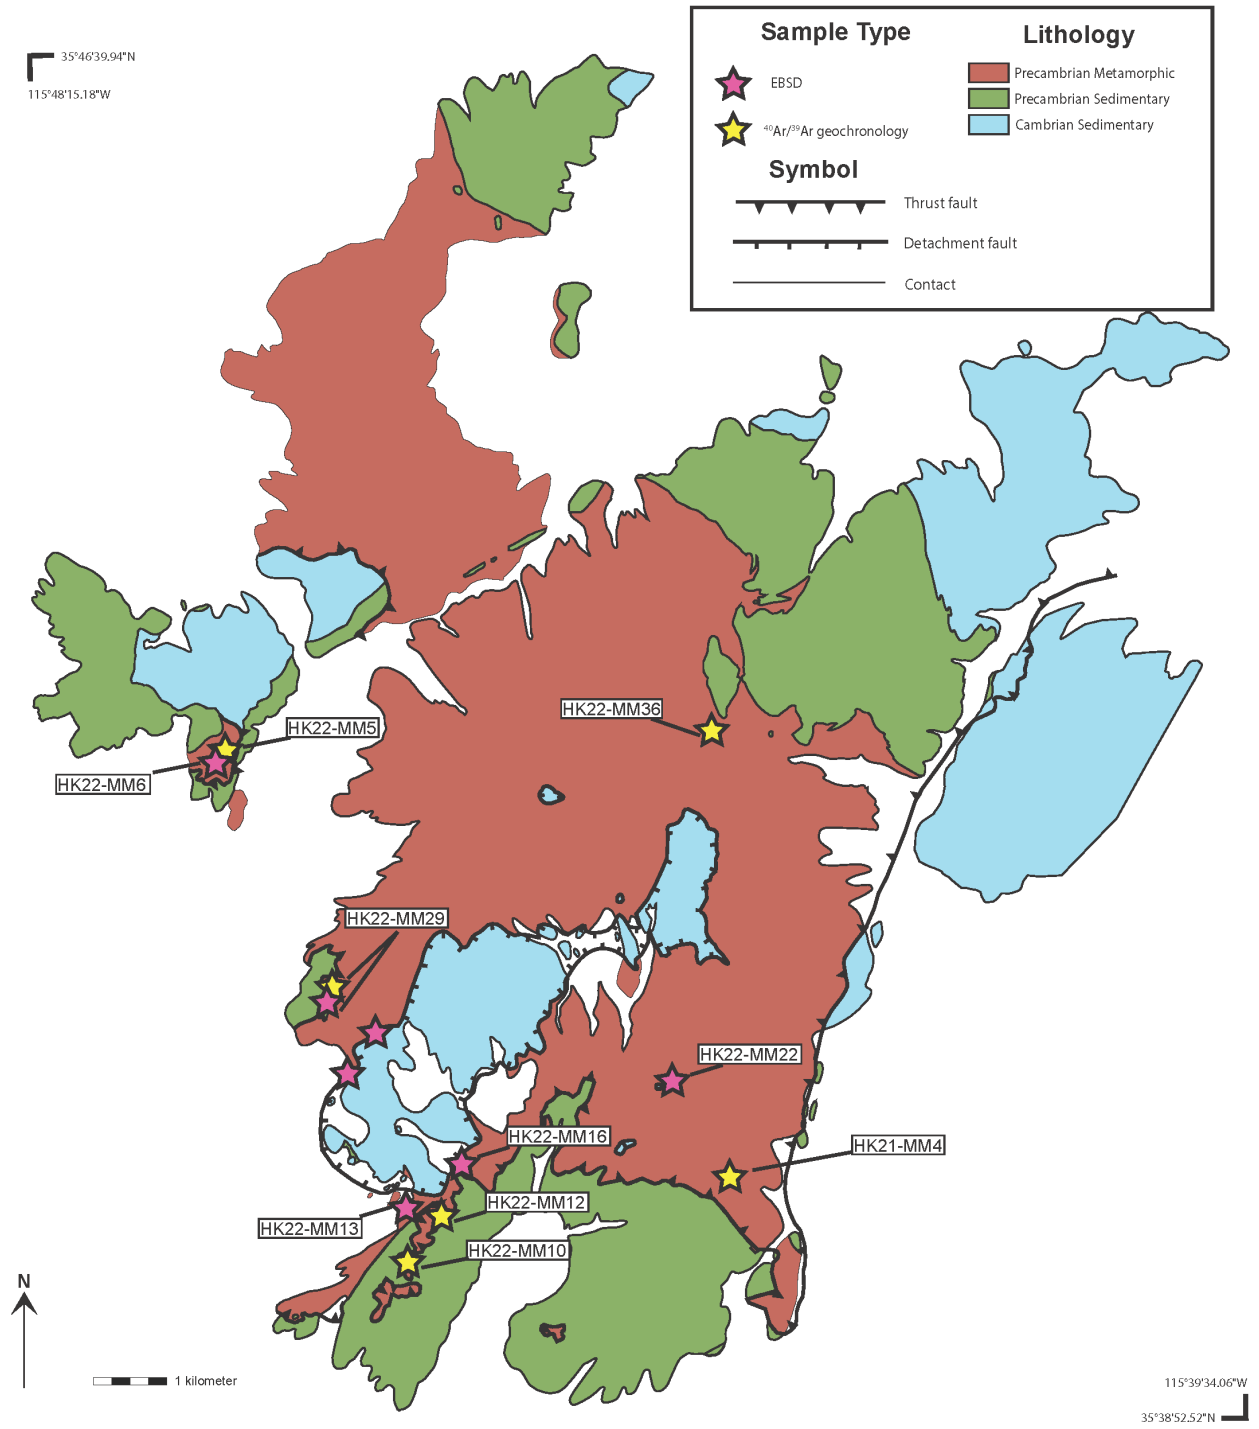 35°46'39.94"N
115°48'15.18"W
Sample Type
EBSD
⁴⁰Ar/³⁹Ar geochronology
Symbol
Thrust fault
Detachment fault
Contact
Lithology
Precambrian Metamorphic
Precambrian Sedimentary
Cambrian Sedimentary
HK22-MM36
HK22-MM5
HK22-MM6
HK22-MM29
HK22-MM22
HK22-MM16
HK21-MM4
HK22-MM12
HK22-MM13
HK22-MM10
N
1 kilometer
115°39'34.06"W
35°38'52.52"N